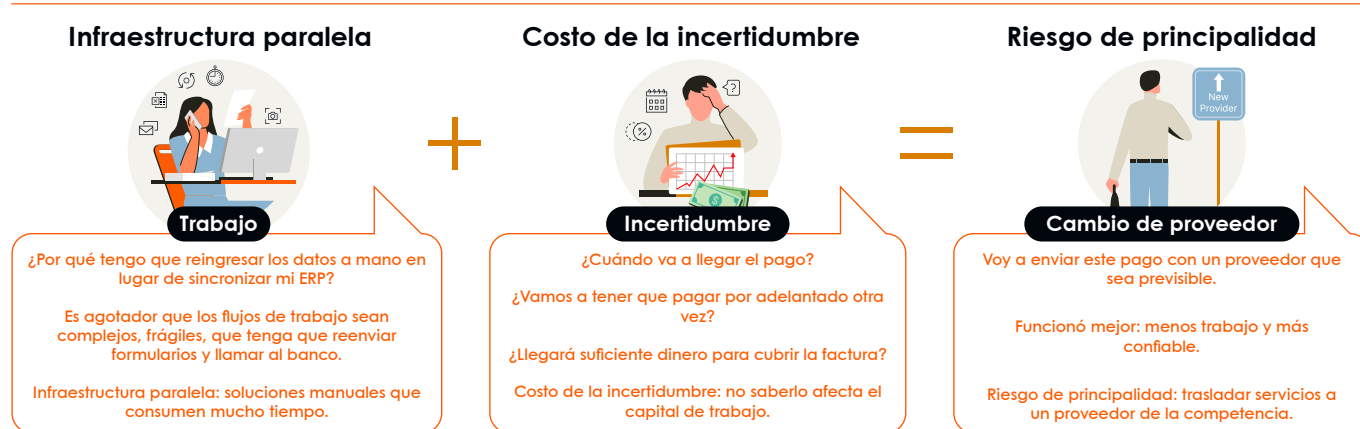 Infraestructura paralela
Costo de la incertidumbre
Riesgo de principalidad
New
Provider
Trabajo
Incertidumbre
Cambio de proveedor
¿Por qué tengo que reingresar los datos a mano en
lugar de sincronizar mi ERP?
Es agotador que los flujos de trabajo sean
complejos, frágiles, que tenga que reenviar
formularios y llamar al banco.
Infraestructura paralela: soluciones manuales que
consumen mucho tiempo.
¿Cuándo va a llegar el pago?
¿Vamos a tener que pagar por adelantado otra
vez?
¿Llegará suficiente dinero para cubrir la factura?
Costo de la incertidumbre: no saberlo afecta el
capital de trabajo.
Voy a enviar este pago con un proveedor que
sea previsible.
Funcionó mejor: menos trabajo y más
confiable.
Riesgo de principalidad: trasladar servicios a
un proveedor de la competencia.